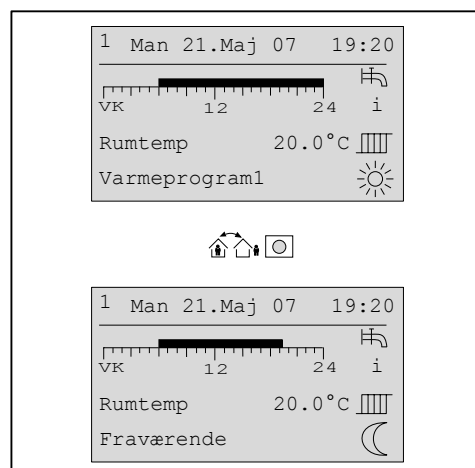 1 Man 21.Maj 07 19:20
VK 12 24 i
Rumtemp 20.0°C
Varmeprogram1
1 Man 21.Maj 07 19:20
VK 12 24 i
Rumtemp 20.0°C
Fraværende